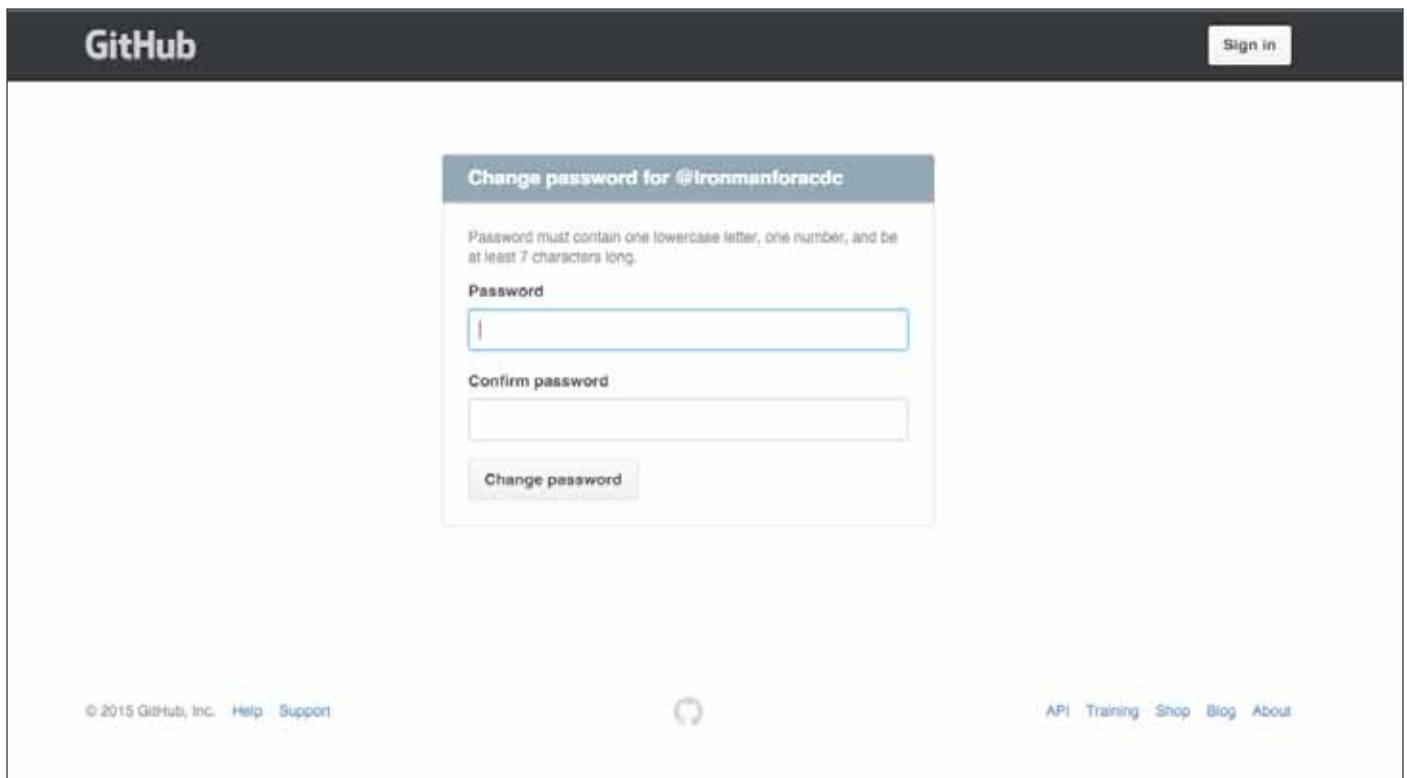 GitHub
Sign in
Change password for @Ironmanforacdc
Password must contain one lowercase letter, one number, and be
at least 7 characters long.
Password
Confirm password
Change password
© 2015 GitHub, Inc. Help Support
API Training Shop Blog About